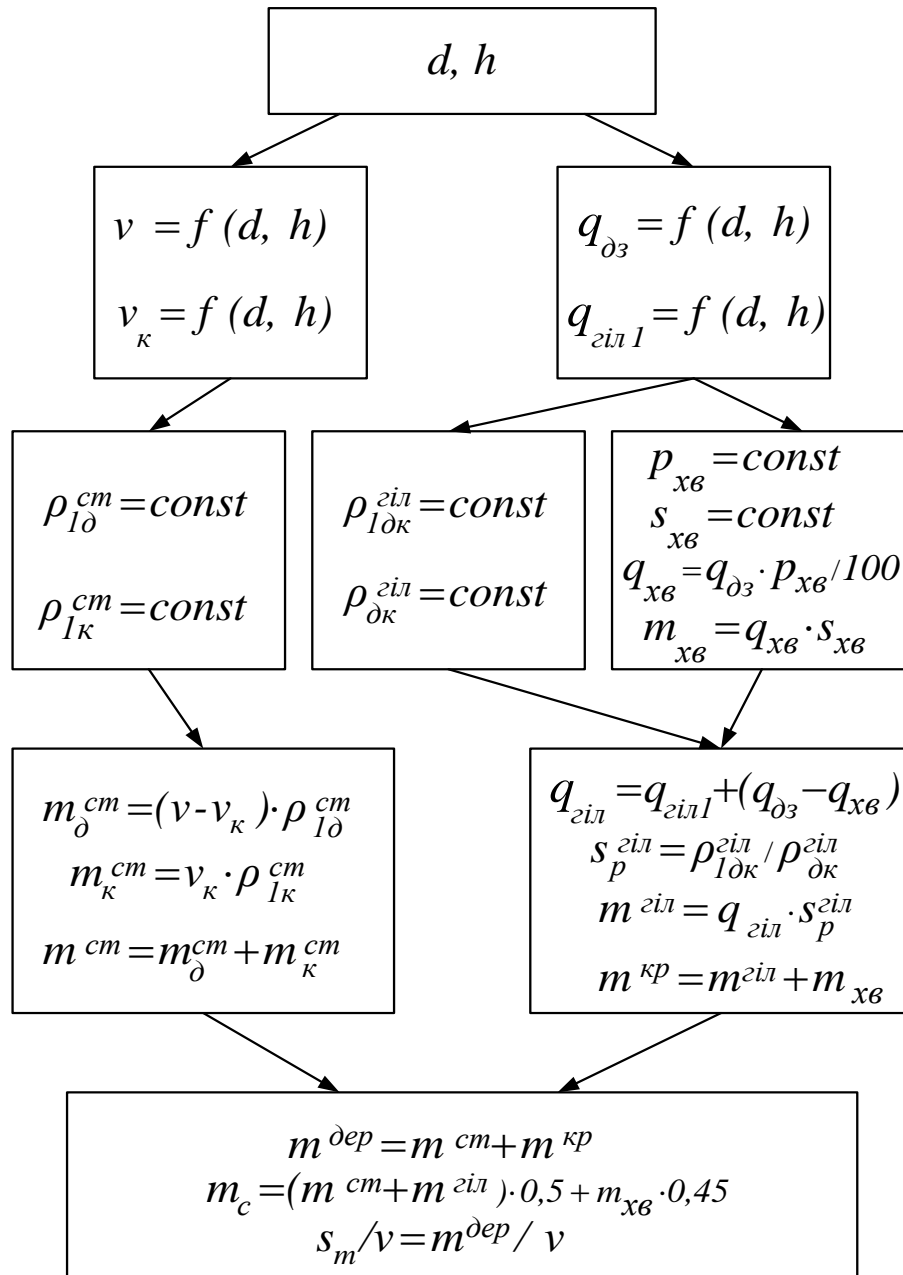 d, h
v = f (d, h)
v_к = f (d, h)
q_дз = f (d, h)
q_гіл 1 = f (d, h)
ρ_1д^ст = const
ρ_1к^ст = const
ρ_1дк^гіл = const
ρ_дк^гіл = const
p_хв = const
s_хв = const
q_хв = q_дз · p_хв /100
m_хв = q_хв · s_хв
m_д^ст = (v - v_к) · ρ_1д^ст
m_к^ст = v_к · ρ_1к^ст
m^ст = m_д^ст + m_к^ст
q_гіл = q_гіл1 + (q_дз – q_хв)
s_р^гіл = ρ_1дк^гіл / ρ_дк^гіл
m^гіл = q_гіл · s_р^гіл
m^кр = m^гіл + m_хв
m^дер = m^ст + m^кр
m_с = (m^ст + m^гіл) · 0,5 + m_хв · 0,45
s_m /v = m^дер / v